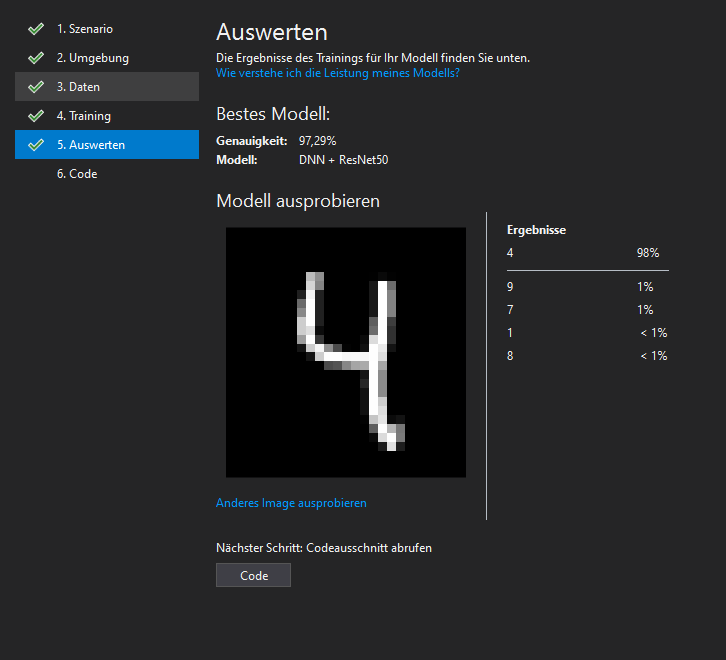 1. Szenario
2. Umgebung
3. Daten
4. Training
5. Auswerten
6. Code
Auswerten
Die Ergebnisse des Trainings für Ihr Modell finden Sie unten.
Wie verstehe ich die Leistung meines Modells?
Bestes Modell:
Genauigkeit: 97,29%
Modell: DNN + ResNet50
Modell ausprobieren
4
Ergebnisse
4 98%
9 1%
7 1%
1 < 1%
8 < 1%
Anderes Image ausprobieren
Nächster Schritt: Codeausschnitt abrufen
Code